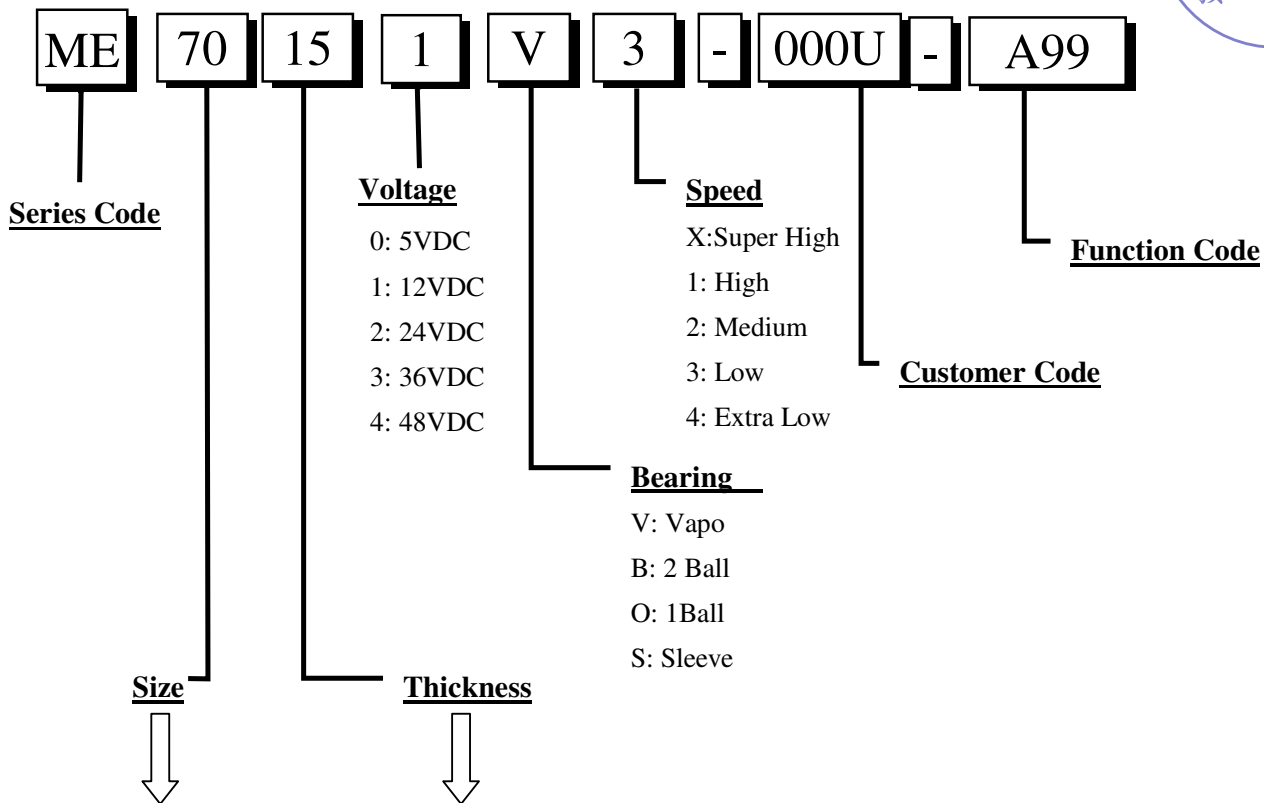 ME 70 15 1 V 3 - 000U - A99
Series Code
Voltage
0: 5VDC
1: 12VDC
2: 24VDC
3: 36VDC
4: 48VDC
Speed
X:Super High
1: High
2: Medium
3: Low
4: Extra Low
Function Code
Customer Code
Bearing
V: Vapo
B: 2 Ball
O: 1Ball
S: Sleeve
Size
Thickness